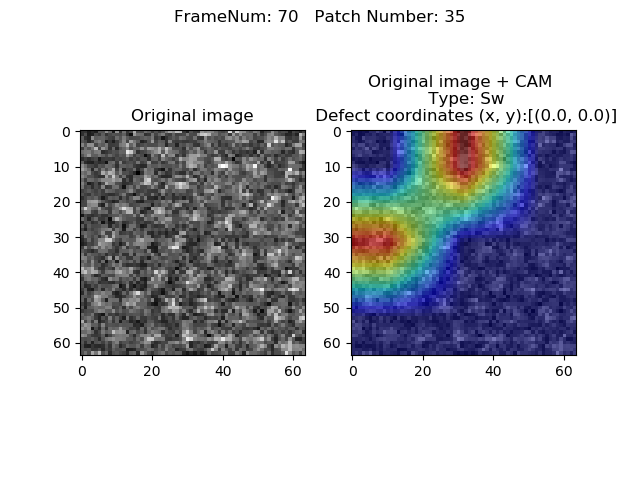 FrameNum: 70   Patch Number: 35
Original image
Original image + CAM
Type: Sw
Defect coordinates (x, y):[(0.0, 0.0)]
0
10
20
30
40
50
60
0 20 40 60
0
10
20
30
40
50
60
0 20 40 60